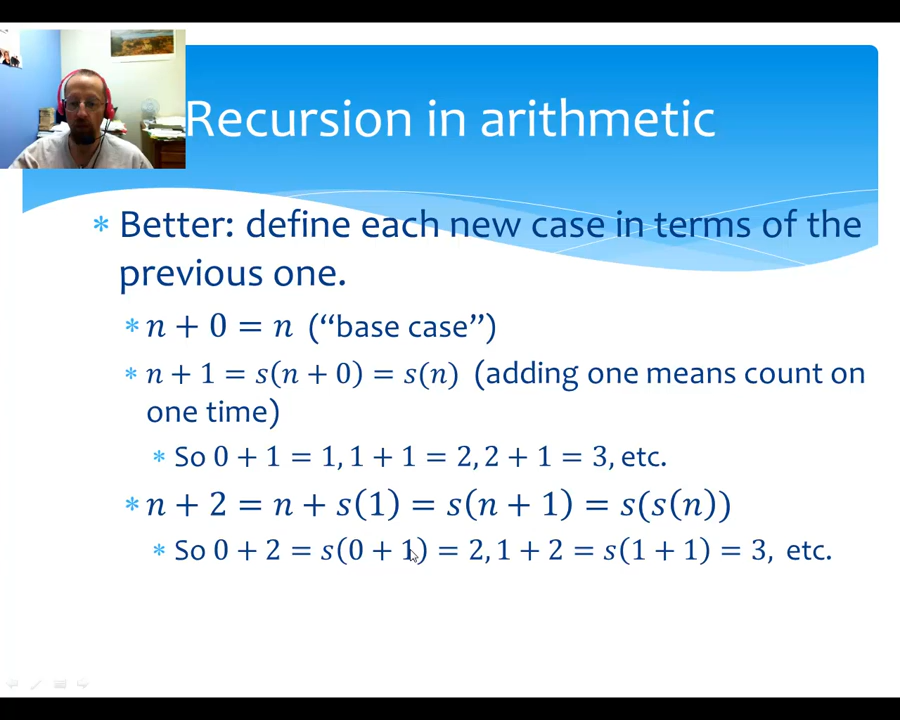 Recursion in arithmetic
* Better: define each new case in terms of the
previous one.
* n + 0 = n (“base case”)
* n + 1 = s(n + 0) = s(n) (adding one means count on
one time)
* So 0 + 1 = 1, 1 + 1 = 2, 2 + 1 = 3, etc.
* n + 2 = n + s(1) = s(n + 1) = s(s(n))
* So 0 + 2 = s(0 + 1) = 2, 1 + 2 = s(1 + 1) = 3, etc.